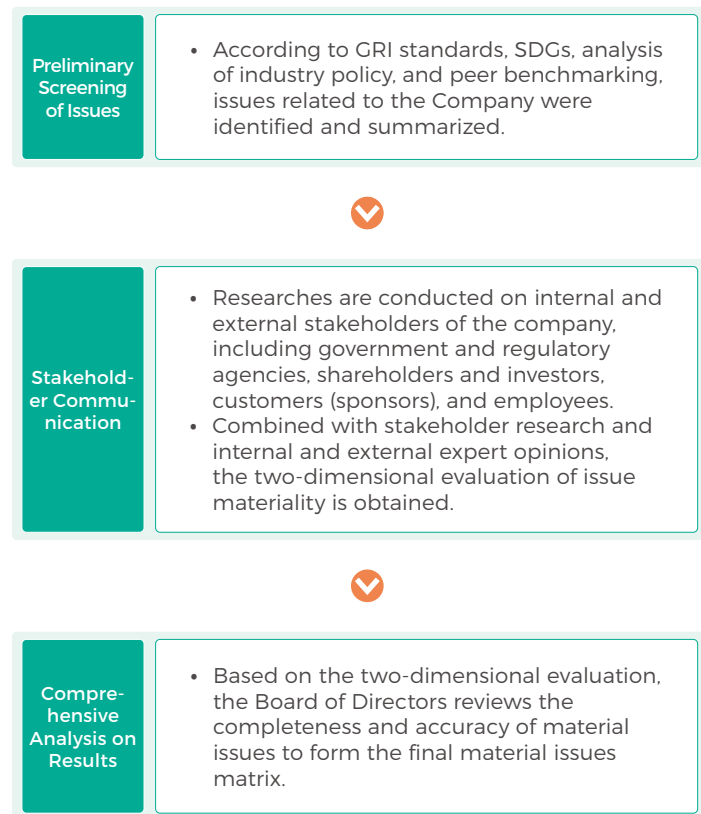 Preliminary
Screening
of Issues
• According to GRI standards, SDGs, analysis
of industry policy, and peer benchmarking,
issues related to the Company were
identified and summarized.
Stakehold-
er Commu-
nication
• Researches are conducted on internal and
external stakeholders of the company,
including government and regulatory
agencies, shareholders and investors,
customers (sponsors), and employees.
• Combined with stakeholder research and
internal and external expert opinions,
the two-dimensional evaluation of issue
materiality is obtained.
Compre-
hensive
Analysis on
Results
• Based on the two-dimensional evaluation,
the Board of Directors reviews the
completeness and accuracy of material
issues to form the final material issues
matrix.